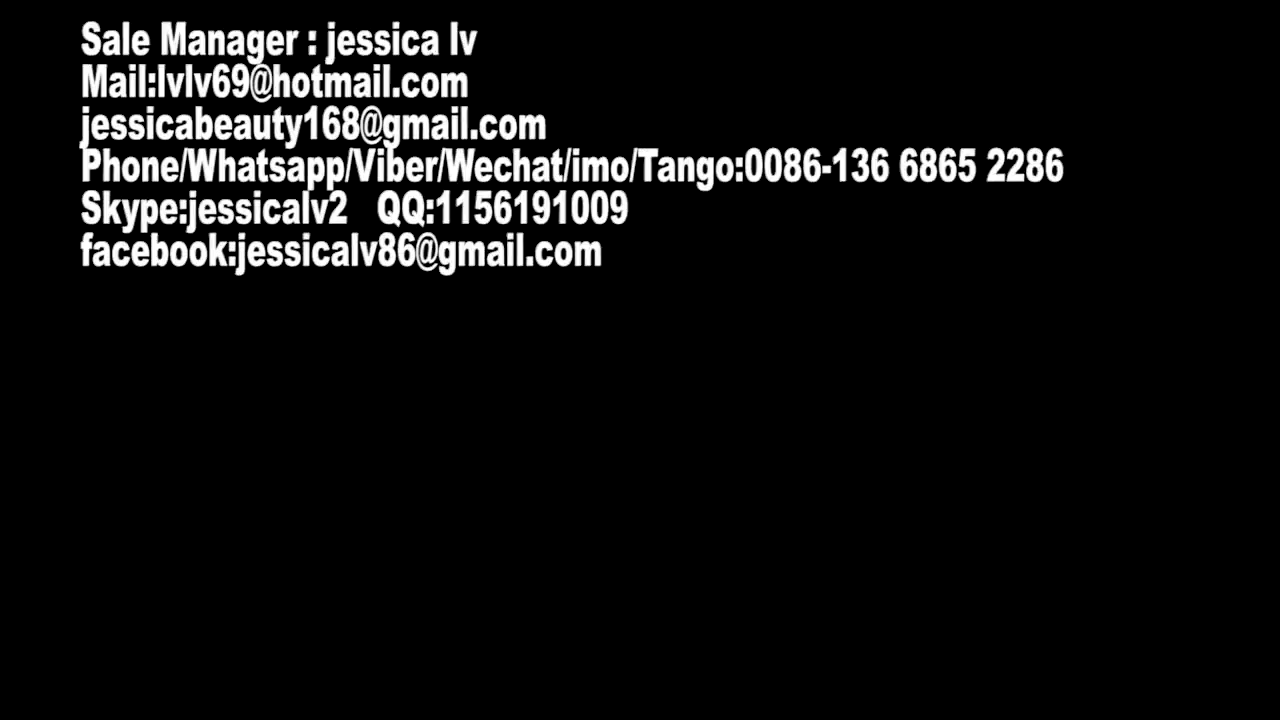 Sale Manager : jessica lv
Mail:lvlv69@hotmail.com
jessicabeauty168@gmail.com
Phone/Whatsapp/Viber/Wechat/imo/Tango:0086-136 6865 2286
Skype:jessicalv2   QQ:1156191009
facebook:jessicalv86@gmail.com